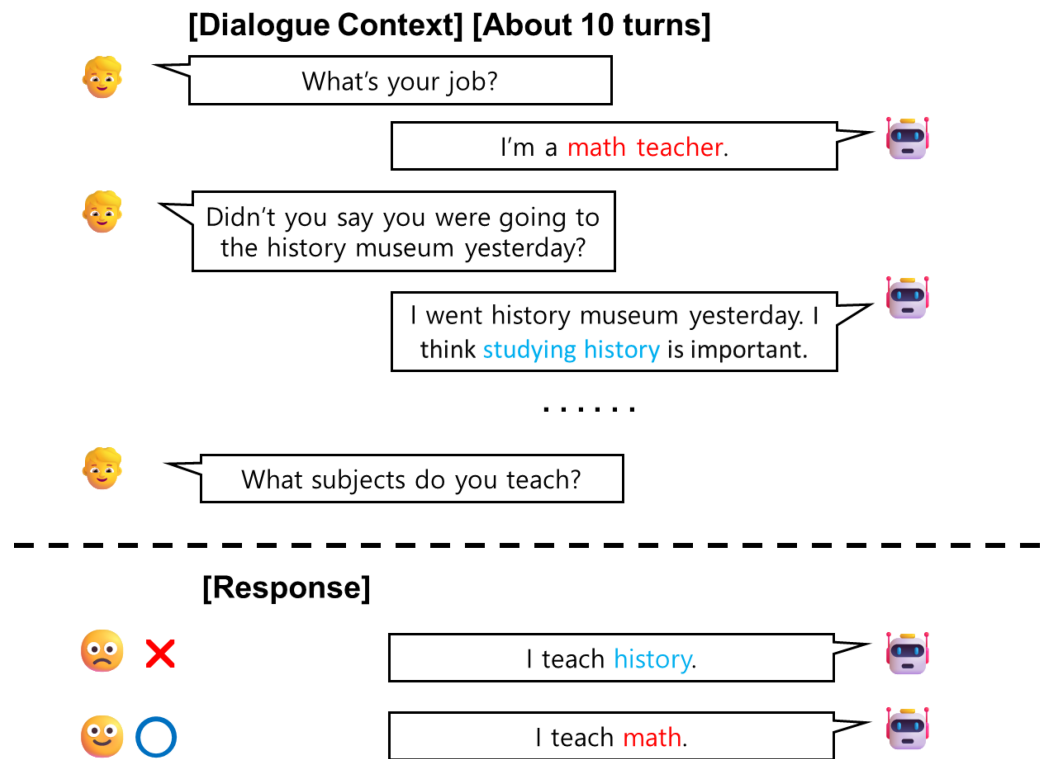 [Dialogue Context] [About 10 turns]
What's your job?
I'm a math teacher.
Didn't you say you were going to
the history museum yesterday?
I went history museum yesterday. I
think studying history is important.
. . . . . .
What subjects do you teach?
[Response]
I teach history.
I teach math.